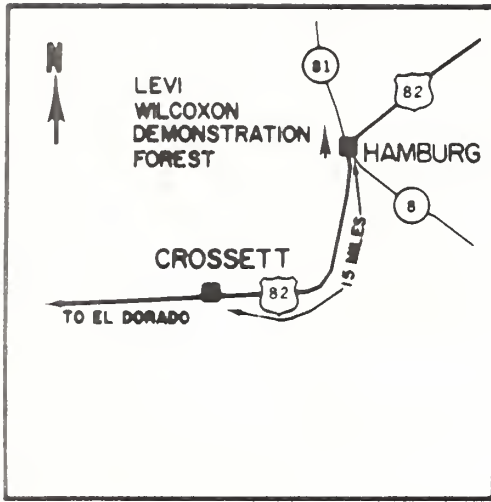 N
81
82
LEVI
WILCOXON
DEMONSTRATION
FOREST
HAMBURG
8
15 MILES
CROSSETT
82
TO EL DORADO